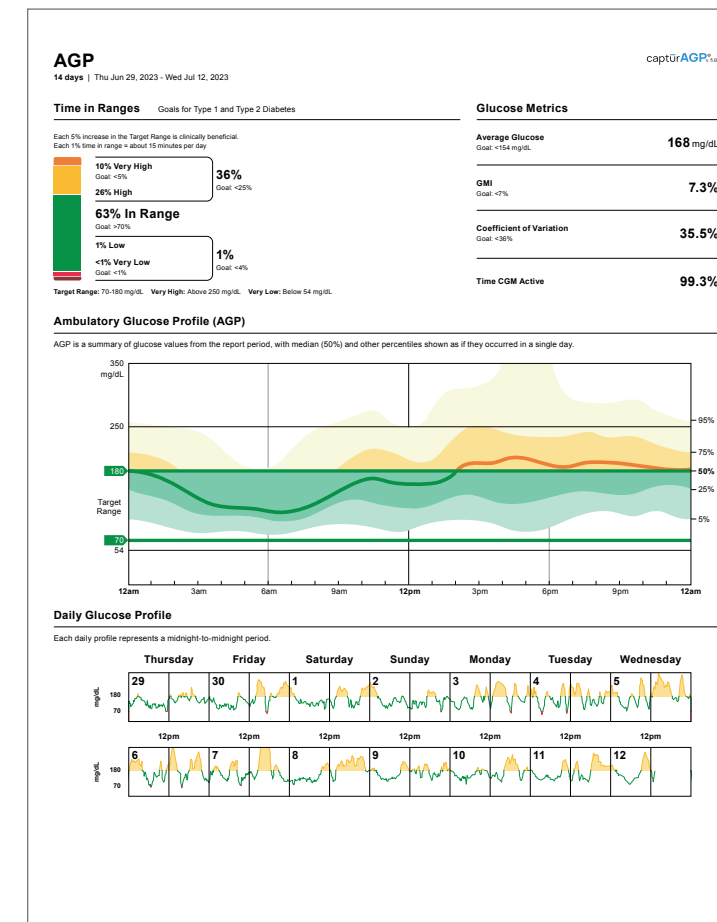 AGP
14 days | Thu Jun 29, 2023 - Wed Jul 12, 2023
captūrAGP® v 5.0
Time in Ranges Goals for Type 1 and Type 2 Diabetes
Each 5% increase in the Target Range is clinically beneficial.
Each 1% time in range = about 15 minutes per day
10% Very High
Goal: <5%
26% High
36%
Goal: <25%
63% In Range
Goal: >70%
1% Low
<1% Very Low
Goal: <1%
1%
Goal: <4%
Target Range: 70-180 mg/dL Very High: Above 250 mg/dL Very Low: Below 54 mg/dL
Glucose Metrics
Average Glucose 168 mg/dL
Goal: <154 mg/dL
GMI 7.3%
Goal: <7%
Coefficient of Variation 35.5%
Goal: <36%
Time CGM Active 99.3%
Ambulatory Glucose Profile (AGP)
AGP is a summary of glucose values from the report period, with median (50%) and other percentiles shown as if they occurred in a single day.
350
mg/dL
250
180
Target
Range
70
54
95%
75%
50%
25%
5%
12am 3am 6am 9am 12pm 3pm 6pm 9pm 12am
Daily Glucose Profile
Each daily profile represents a midnight-to-midnight period.
Thursday Friday Saturday Sunday Monday Tuesday Wednesday
mg/dL
180
70
29 30 1 2 3 4 5
12pm 12pm 12pm 12pm 12pm 12pm 12pm
mg/dL
180
70
6 7 8 9 10 11 12